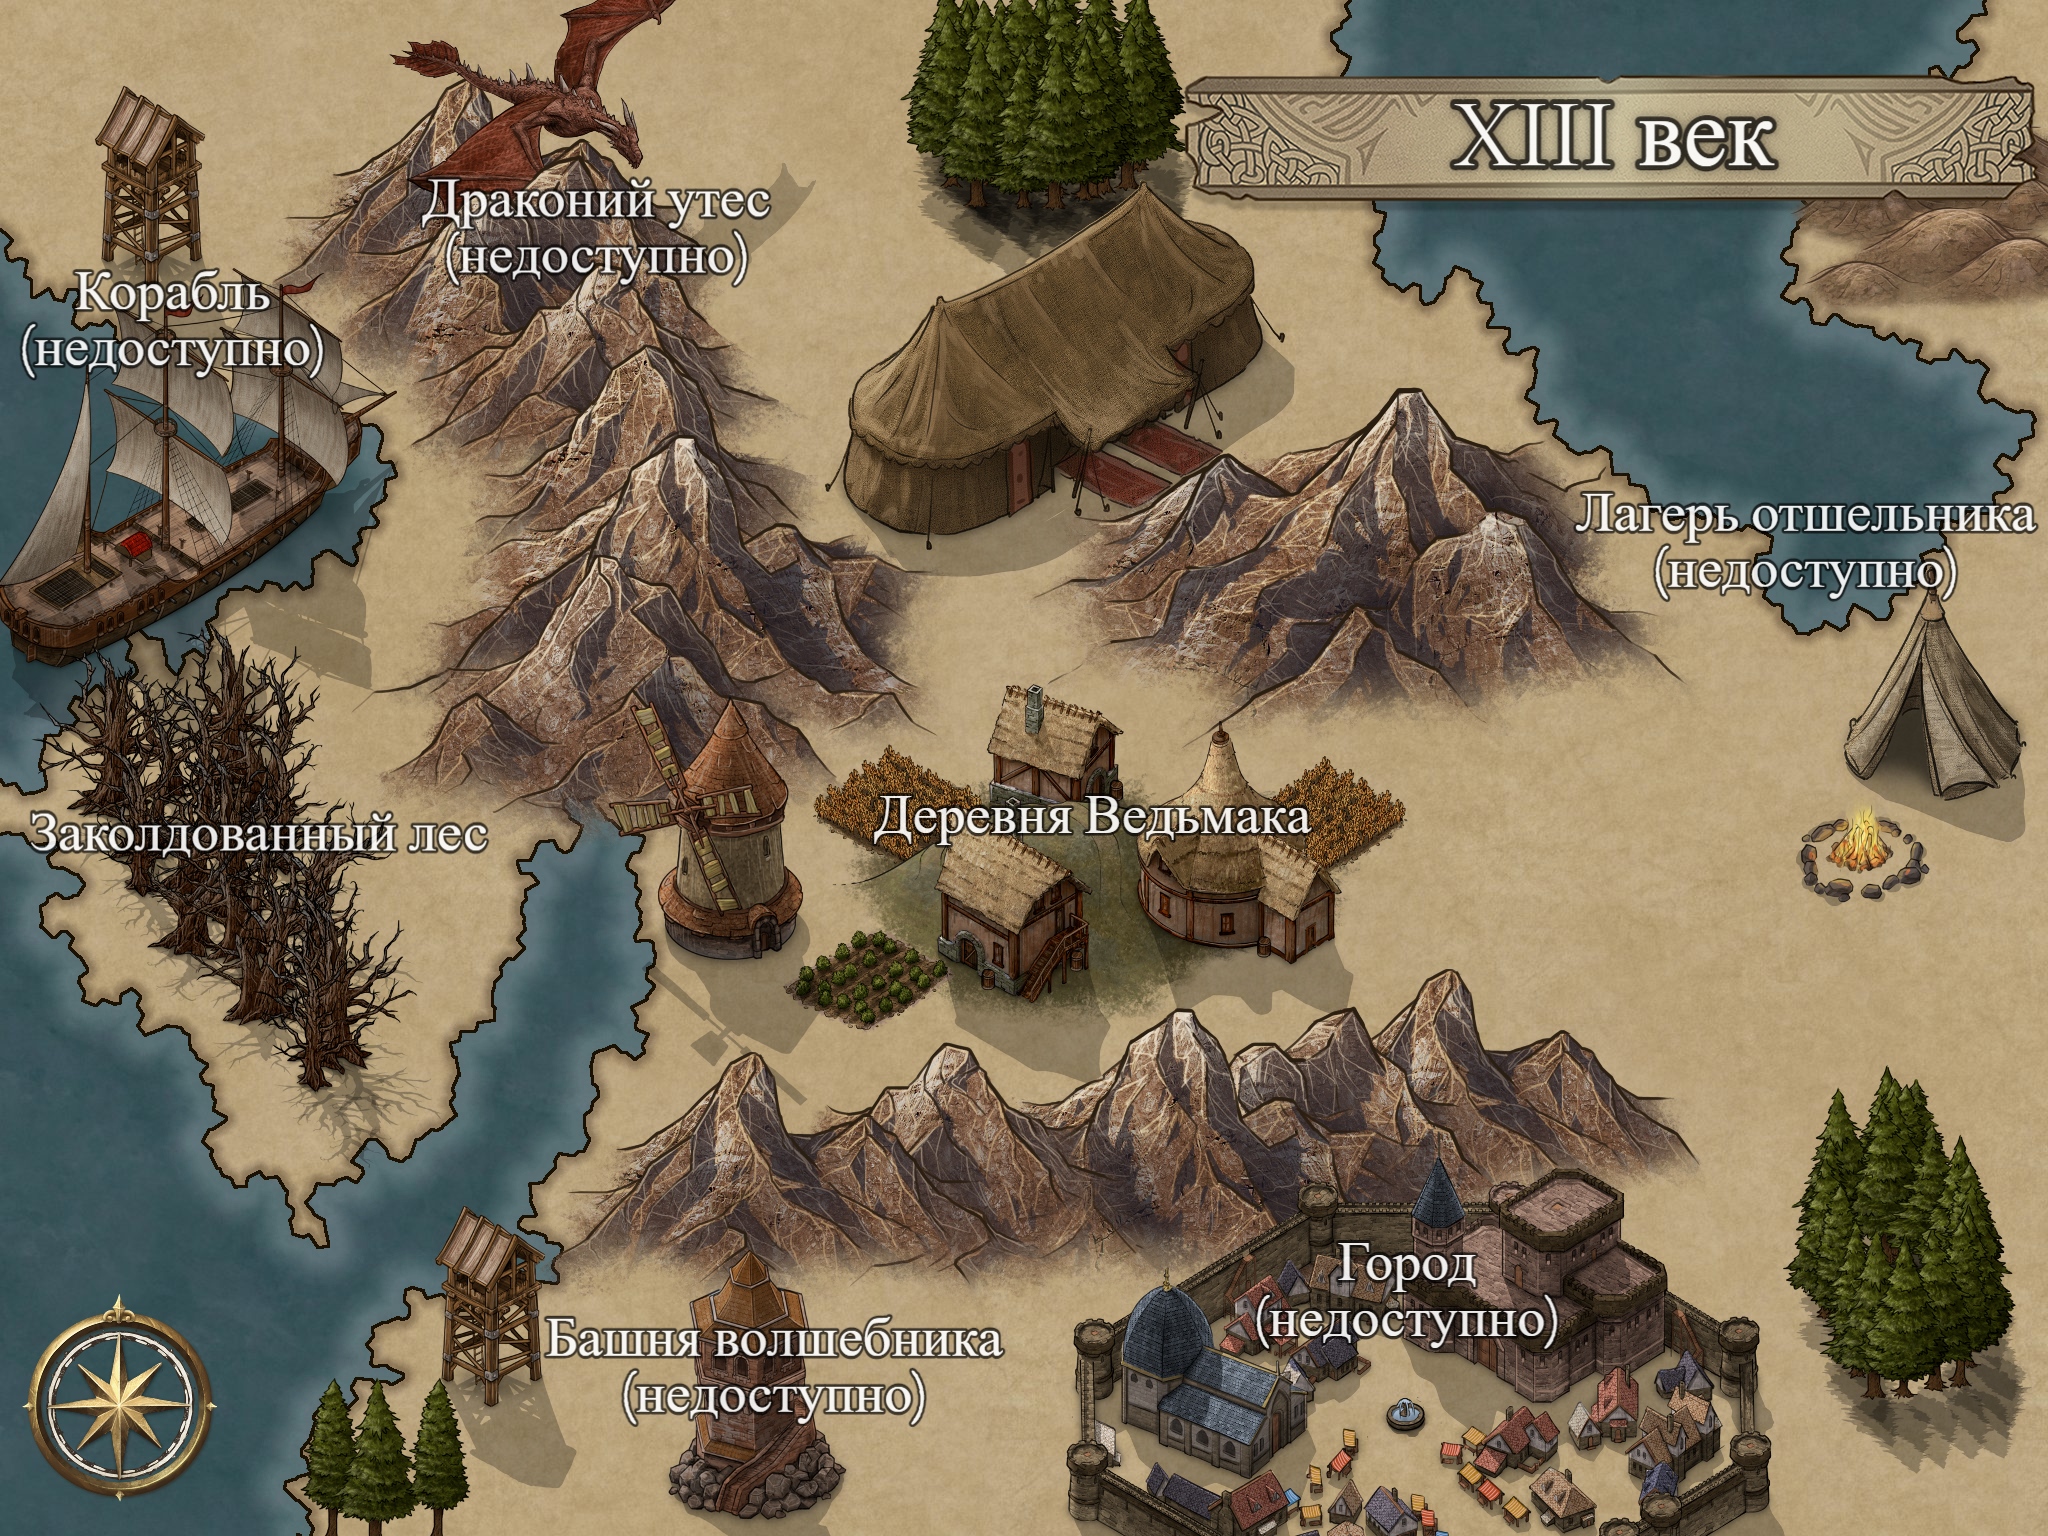 XIII век
Драконий утес
(недоступно)
Корабль
(недоступно)
Лагерь отшельника
(недоступно)
Деревня Ведьмака
Заколдованный лес
Город
(недоступно)
Башня волшебника
(недоступно)